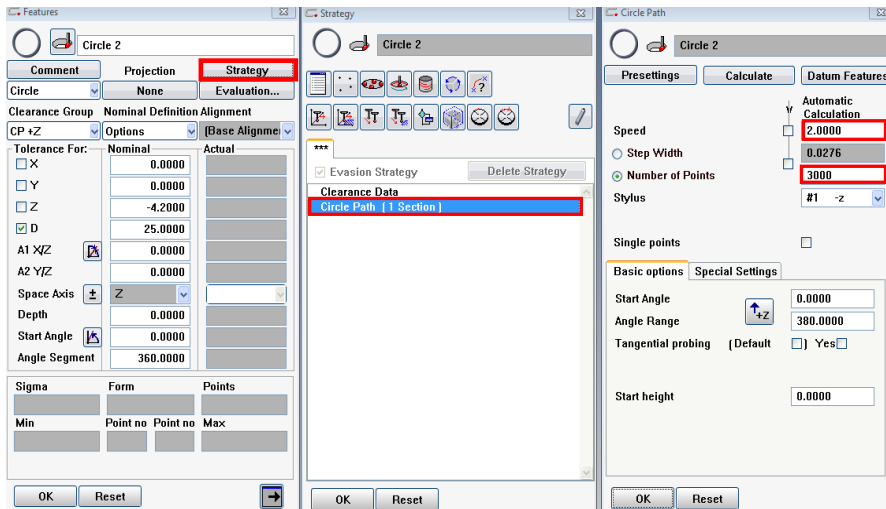 Features
Circle 2
Comment Projection Strategy
Circle None Evaluation...
Clearance Group Nominal Definition Alignment
CP +Z Options (Base Alignmei
Tolerance For: Nominal Actual
X 0.0000
Y 0.0000
Z -4.2000
D 25.0000
A1 X/Z 0.0000
A2 Y/Z 0.0000
Space Axis ± Z
Depth 0.0000
Start Angle 0.0000
Angle Segment 360.0000
Sigma Form Points
Min Point no Point no Max
OK Reset
Strategy
Circle 2
***
Evasion Strategy Delete Strategy
Clearance Data
Circle Path [ 1 Section ]
OK Reset
Circle Path
Circle 2
Presettings Calculate Datum Features
Automatic
Calculation
Speed 2.0000
Step Width 0.0276
Number of Points 3000
Stylus #1 -z
Single points
Basic options Special Settings
Start Angle 0.0000
+Z
Angle Range 380.0000
Tangential probing (Default ) Yes
Start height 0.0000
OK Reset